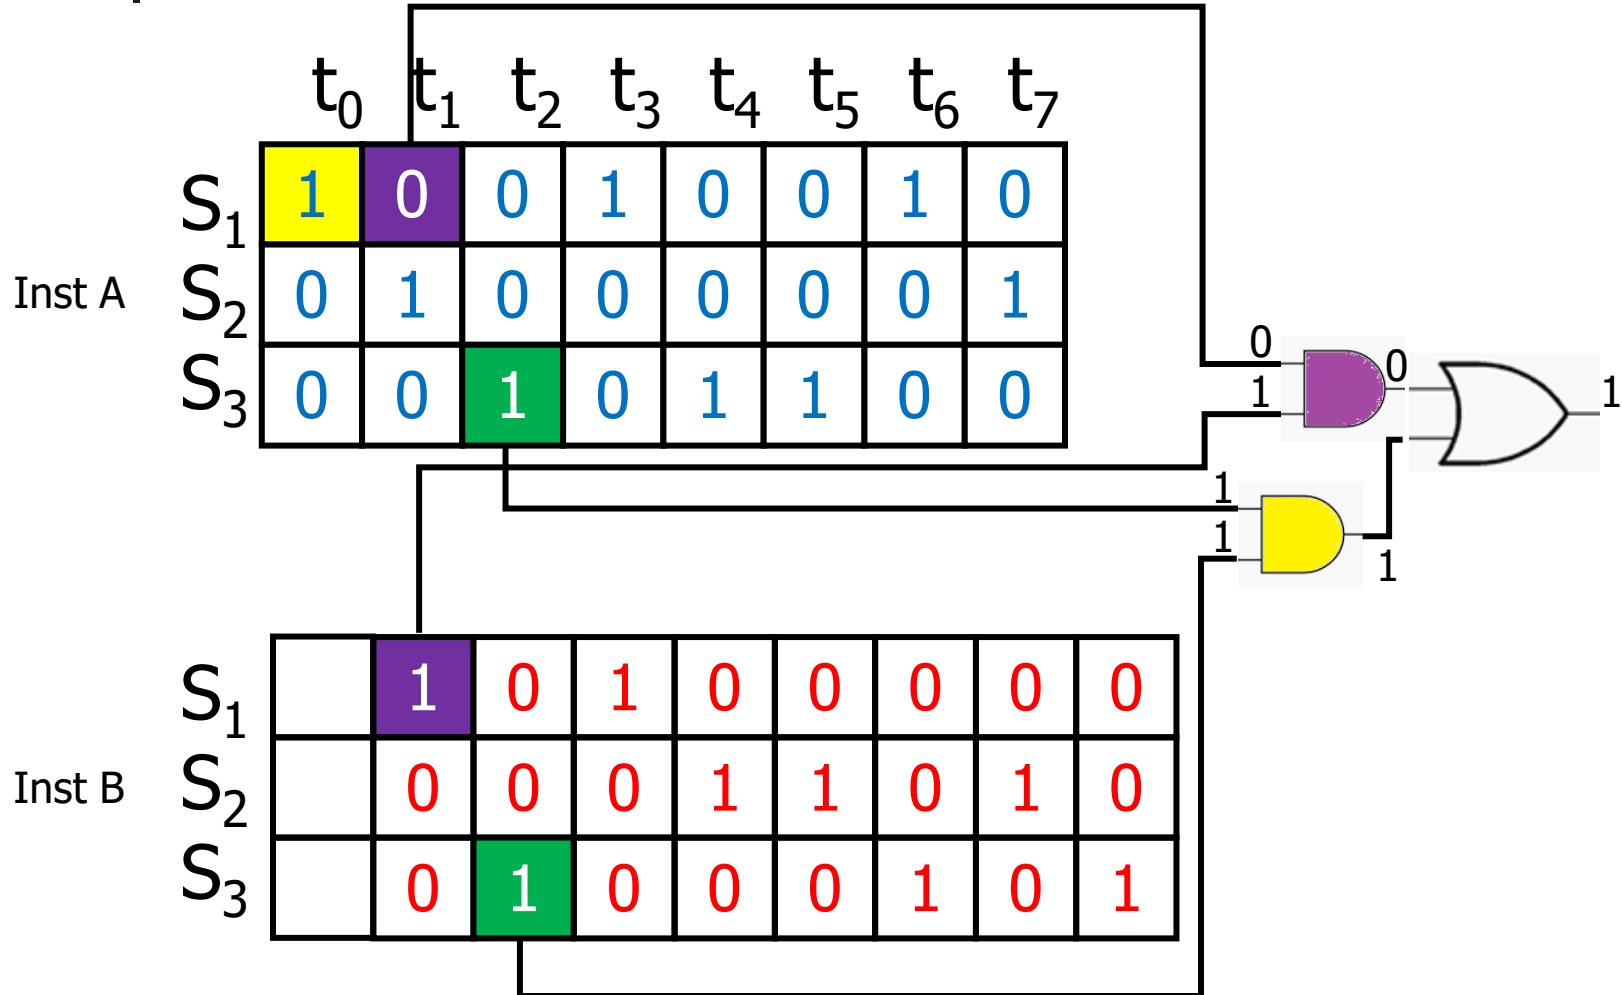 t0 t1 t2 t3 t4 t5 t6 t7
S1 1 0 0 1 0 0 1 0
Inst A S2 0 1 0 0 0 0 0 1
S3 0 0 1 0 1 1 0 0
0
1
0
1
1
1
1
S1 1 0 1 0 0 0 0 0
Inst B S2 0 0 0 1 1 0 1 0
S3 0 1 0 0 0 1 0 1